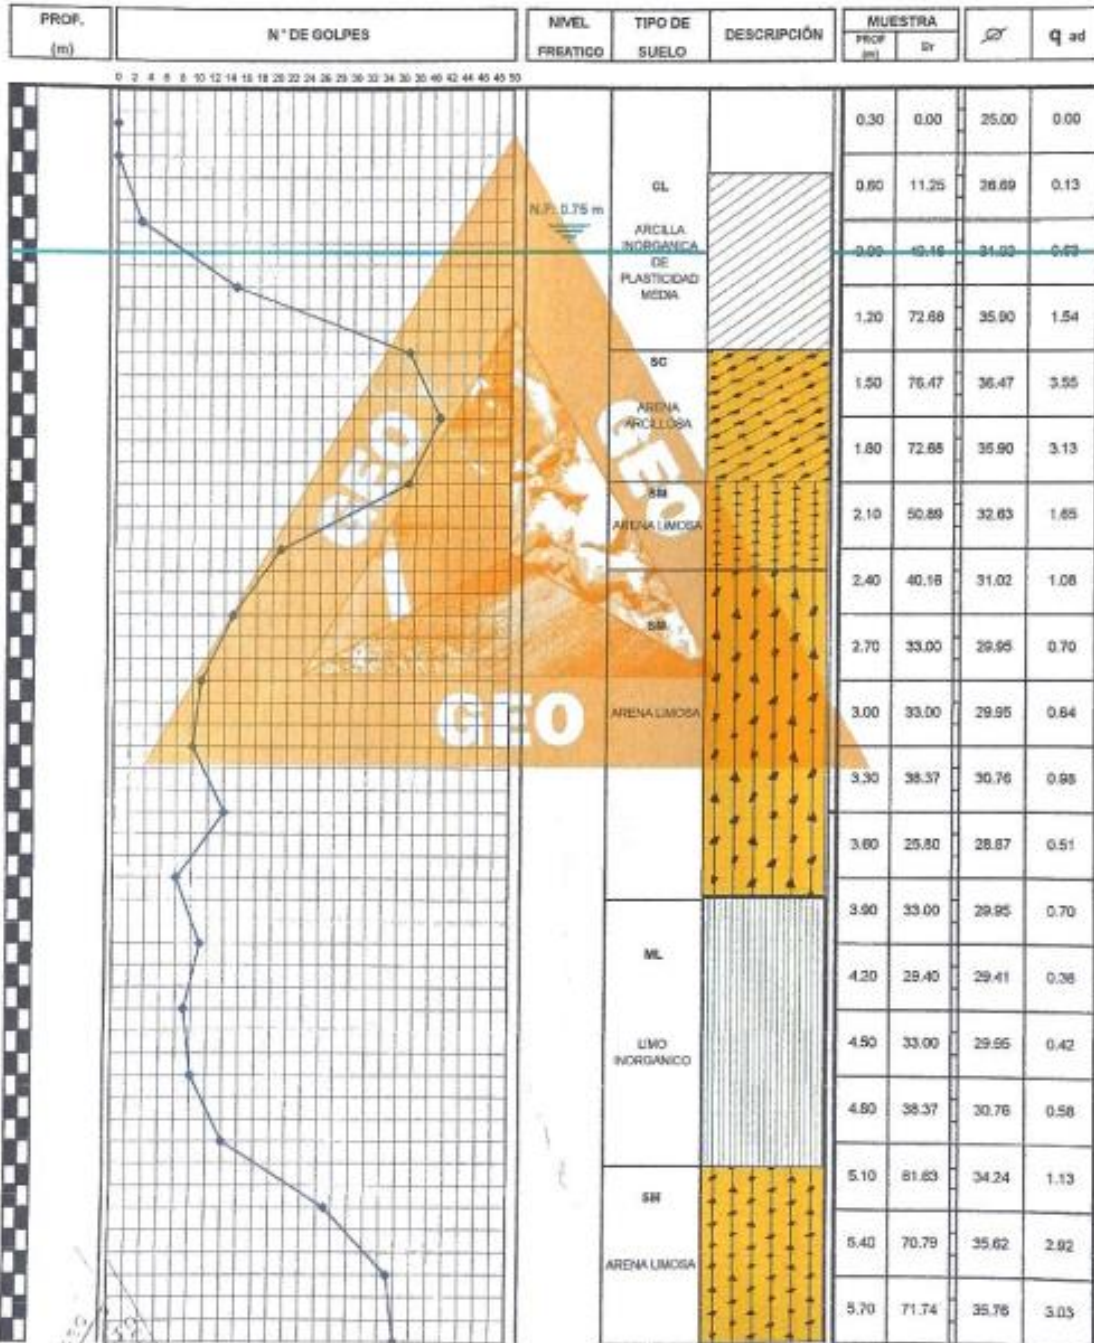 PROF. (m)
N° DE GOLPES
NIVEL FREATICO
TIPO DE SUELO
DESCRIPCIÓN
MUESTRA
PROF (m)
Dr
Ø
q ad
0 2 4 6 8 10 12 14 16 18 20 22 24 26 28 30 32 34 36 38 40 42 44 46 48 50
0.30 0.00 25.00 0.00
CL
0.60 11.25 26.69 0.13
N.F: 0.75 m
ARCILLA
INORGANICA
DE
PLASTICIDAD
MEDIA
1.20 72.68 35.90 1.54
SC
ARENA
ARCILLOSA
1.50 76.47 36.47 3.55
1.80 72.68 35.90 3.13
SM
ARENA LIMOSA
2.10 50.89 32.63 1.65
2.40 40.16 31.02 1.08
SM
2.70 33.00 29.95 0.70
ARENA LIMOSA
3.00 33.00 29.95 0.64
3.30 38.37 30.76 0.98
3.60 25.80 28.87 0.51
3.90 33.00 29.95 0.70
ML
4.20 29.40 29.41 0.36
LIMO
INORGÁNICO
4.50 33.00 29.95 0.42
4.80 38.37 30.76 0.58
5.10 61.63 34.24 1.13
SM
5.40 70.79 35.62 2.92
ARENA LIMOSA
5.70 71.74 35.76 3.03
GEO
GEO
GEO